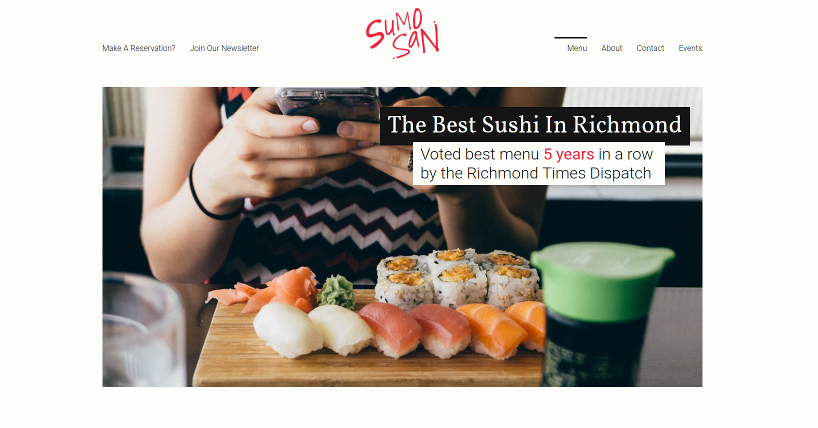 SUMO
SAN
Make A Reservation?
Join Our Newsletter
Menu
About
Contact
Events
The Best Sushi In Richmond
Voted best menu 5 years in a row
by the Richmond Times Dispatch